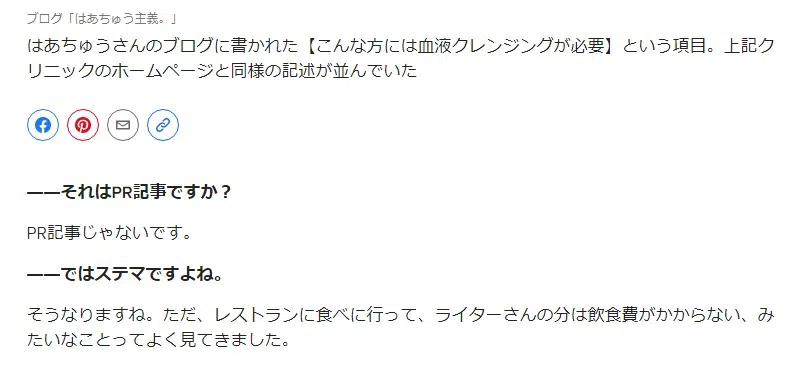 ブログ「はあちゅう主義。」
はあちゅうさんのブログに書かれた【こんな方には血液クレンジングが必要】という項目。上記ク
リニックのホームページと同様の記述が並んでいた
——それはPR記事ですか？
PR記事じゃないです。
——ではステマですよね。
そうなりますね。ただ、レストランに食べに行って、ライターさんの分は飲食費がかからない、み
たいなことってよく見てきました。